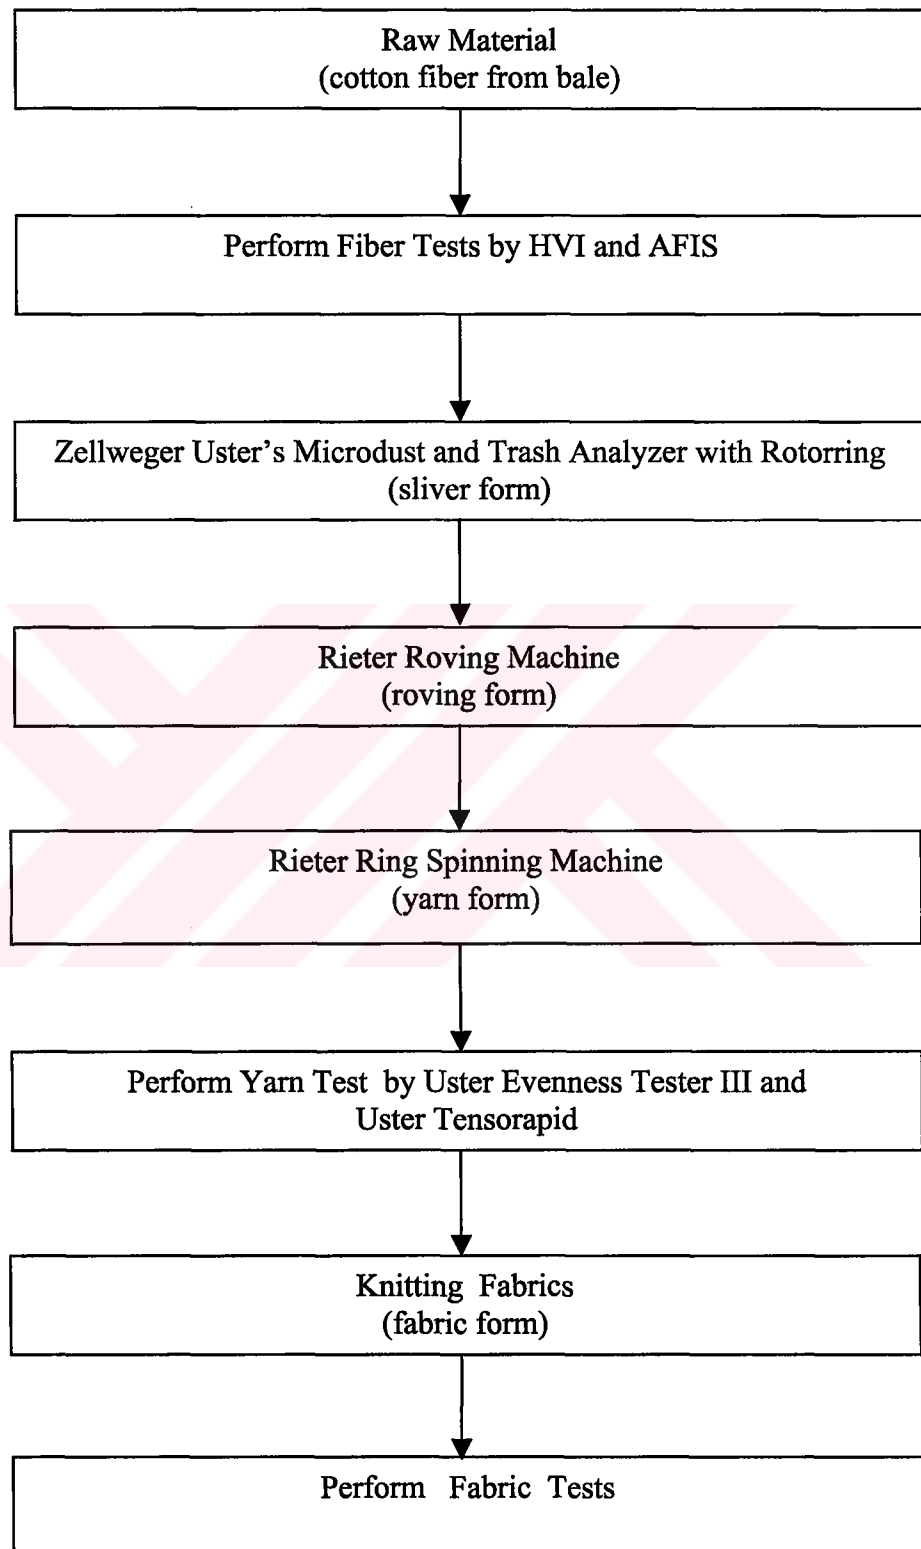 Raw Material
(cotton fiber from bale)
Perform Fiber Tests by HVI and AFIS
Zellweger Uster's Microdust and Trash Analyzer with Rotorring
(sliver form)
Rieter Roving Machine
(roving form)
Rieter Ring Spinning Machine
(yarn form)
Perform Yarn Test by Uster Evenness Tester III and
Uster Tensorapid
Knitting Fabrics
(fabric form)
Perform Fabric Tests